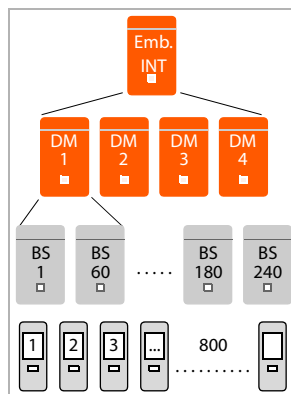 Emb.
INT
DM DM DM DM
1 2 3 4
BS BS BS BS
1 60 ..... 180 240
1 2 3 ... 800
..........